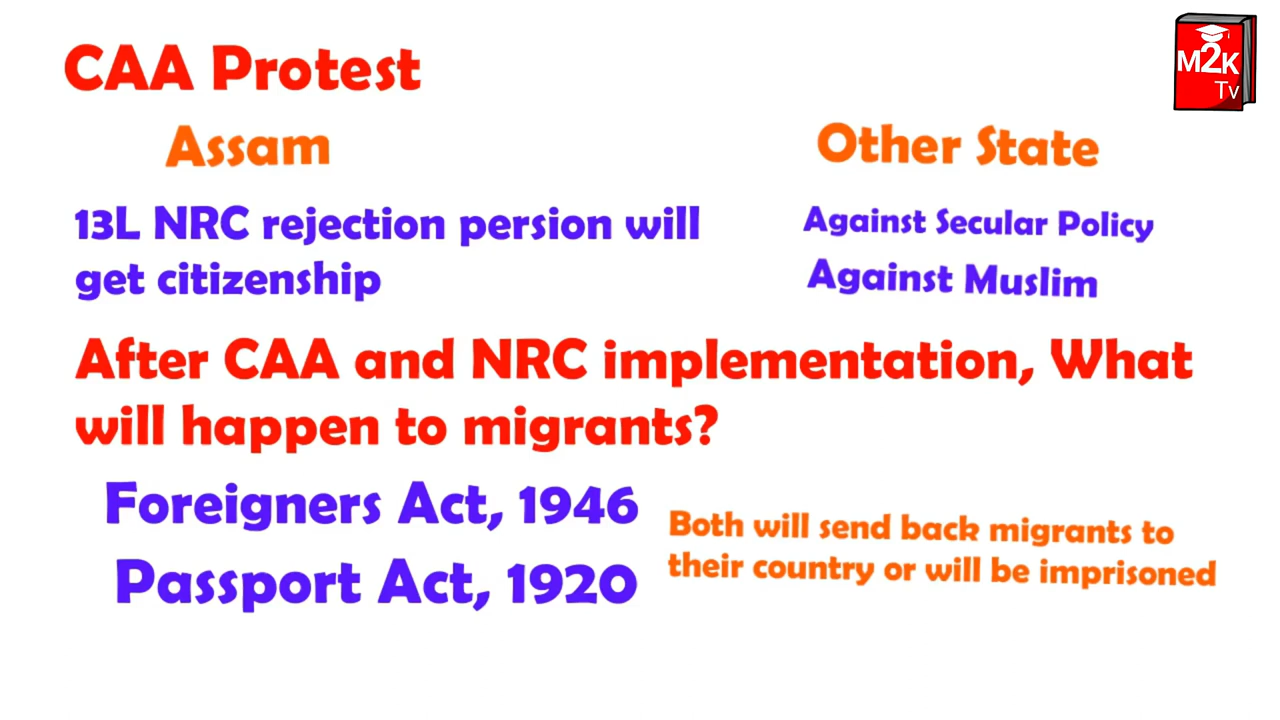 CAA Protest
M2K
Tv
Assam
Other State
13L NRC rejection persion will
get citizenship
Against Secular Policy
Against Muslim
After CAA and NRC implementation, What
will happen to migrants?
Foreigners Act, 1946
Passport Act, 1920
Both will send back migrants to
their country or will be imprisoned